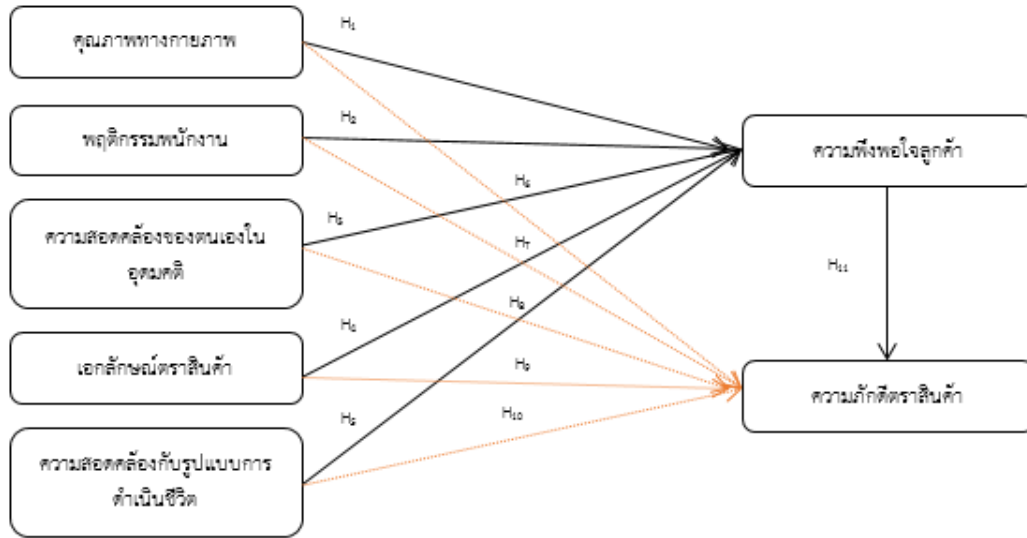 คุณภาพทางกายภาพ
พฤติกรรมพนักงาน
ความสอดคล้องของตนเองใน
อุดมคติ
เอกลักษณ์ตราสินค้า
ความสอดคล้องกับรูปแบบการ
ดำเนินชีวิต
H₁
H₂
H₆
H₃
H₇
H₈
H₄
H₉
H₅
H₁₀
ความพึงพอใจลูกค้า
H₁₁
ความภักดีตราสินค้า